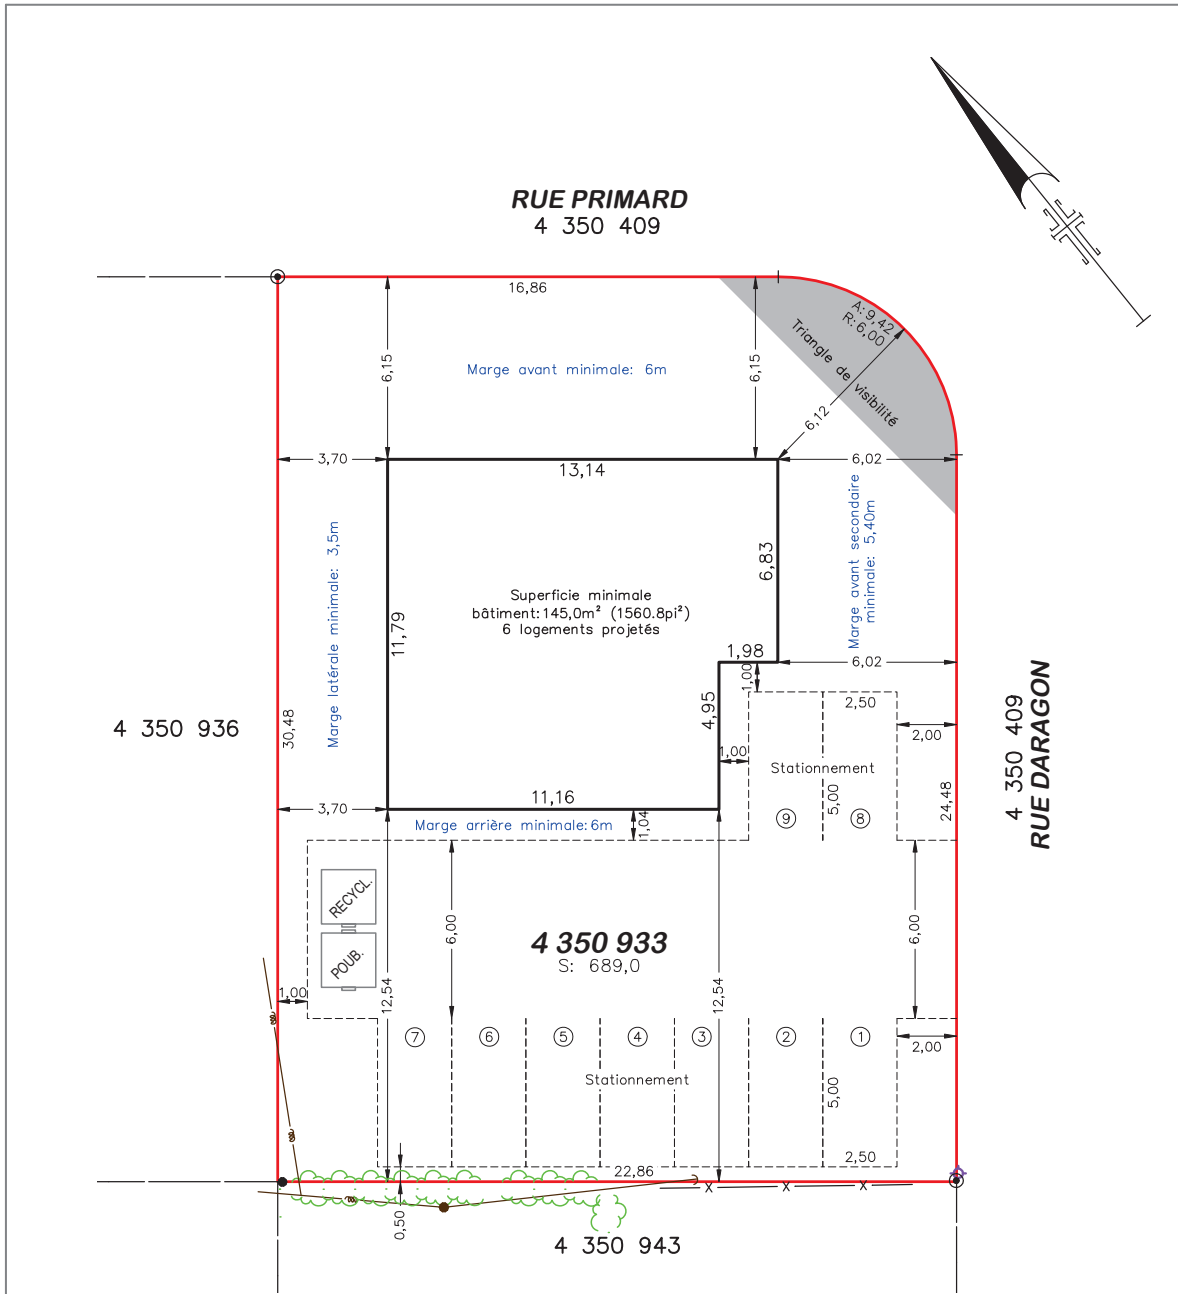 RUE PRIMARD
4 350 409
16,86
A: 9,42
R: 6,00
Triangle de visibilité
6,15
Marge avant minimale: 6m
6,15
6,12
3,70
13,14
6,02
Marge latérale minimale: 3,5m
11,79
Superficie minimale
bâtiment: 145,0m² (1560.8pi²)
6 logements projetés
6,83
Marge avant secondaire
minimale: 5,40m
1,98
6,02
1,00
4 350 936
30,48
4,95
2,50
2,00
1,00
Stationnement
5,00
24,48
4 350 409
RUE DARAGON
3,70
11,16
Marge arrière minimale: 6m
1,04
9
8
RECYCL.
POUB.
6,00
4 350 933
S: 689,0
6,00
1,00
12,54
12,54
7
6
5
4
3
2
1
2,00
Stationnement
5,00
2,50
22,86
X
X
X
0,50
4 350 943